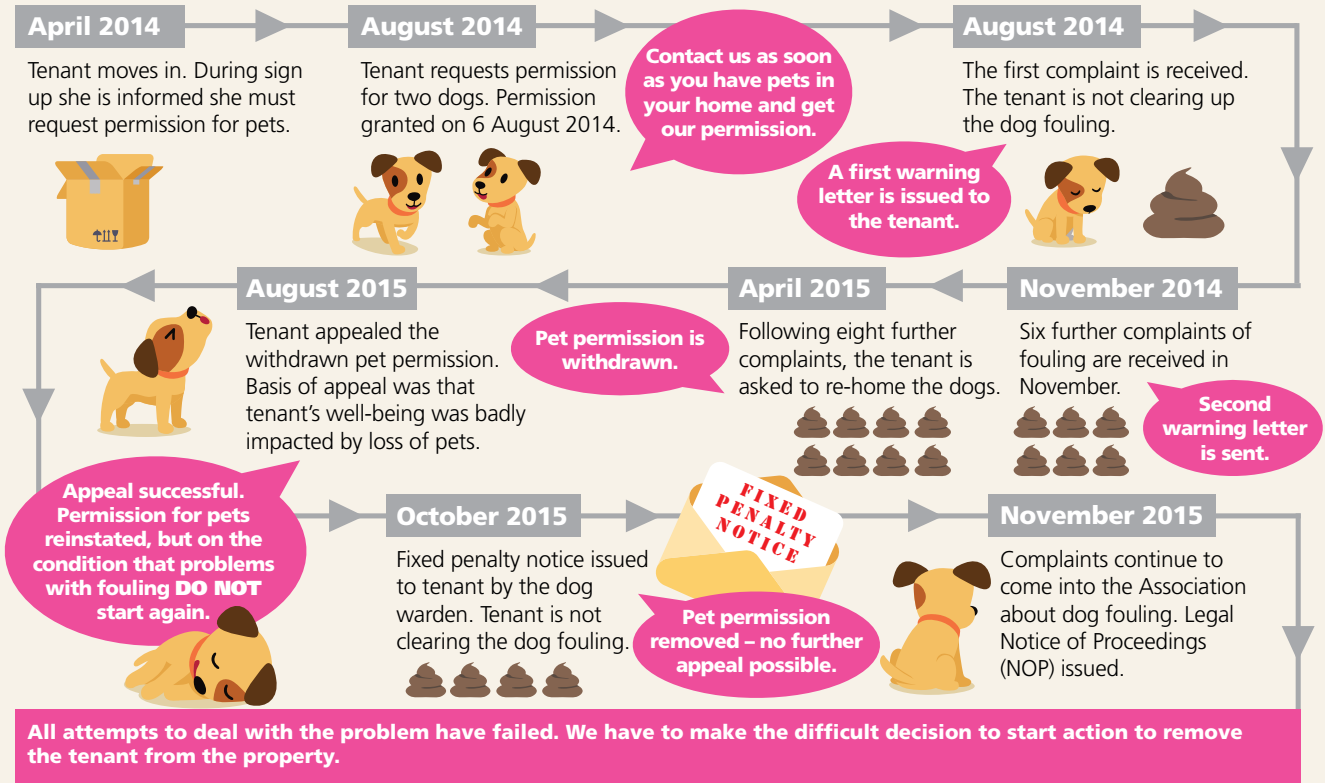 April 2014
Tenant moves in. During sign
up she is informed she must
request permission for pets.
August 2014
Tenant requests permission
for two dogs. Permission
granted on 6 August 2014.
Contact us as soon
as you have pets in
your home and get
our permission.
August 2014
The first complaint is received.
The tenant is not clearing up
the dog fouling.
A first warning
letter is issued to
the tenant.
November 2014
Six further complaints of
fouling are received in
November.
Second
warning letter
is sent.
April 2015
Following eight further
complaints, the tenant is
asked to re-home the dogs.
Pet permission is
withdrawn.
August 2015
Tenant appealed the
withdrawn pet permission.
Basis of appeal was that
tenant's well-being was badly
impacted by loss of pets.
Appeal successful.
Permission for pets
reinstated, but on the
condition that problems
with fouling DO NOT
start again.
October 2015
Fixed penalty notice issued
to tenant by the dog
warden. Tenant is not
clearing the dog fouling.
FIXED
PENALTY
NOTICE
Pet permission
removed – no further
appeal possible.
November 2015
Complaints continue to
come into the Association
about dog fouling. Legal
Notice of Proceedings
(NOP) issued.
All attempts to deal with the problem have failed. We have to make the difficult decision to start action to remove
the tenant from the property.